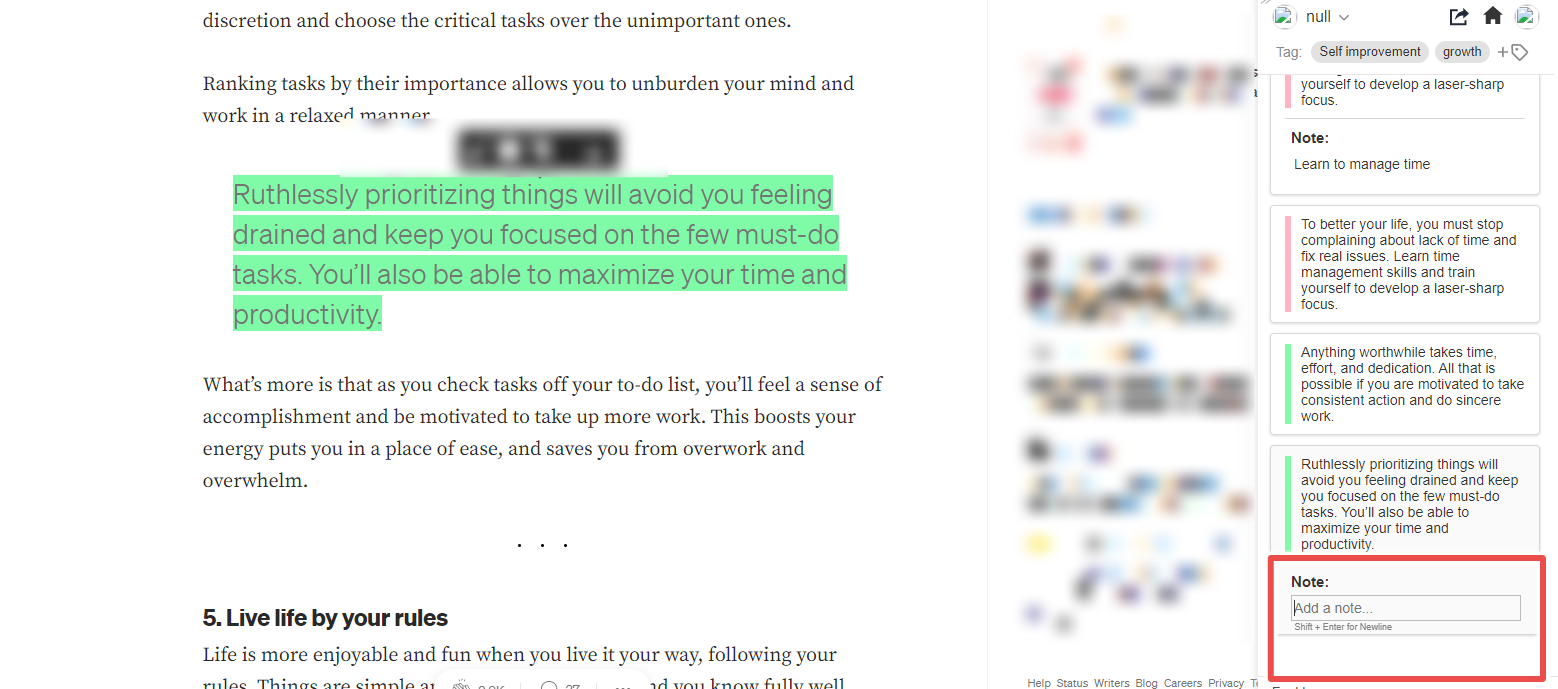 discretion and choose the critical tasks over the unimportant ones.
Ranking tasks by their importance allows you to unburden your mind and
work in a relaxed manner.
Ruthlessly prioritizing things will avoid you feeling
drained and keep you focused on the few must-do
tasks. You’ll also be able to maximize your time and
productivity.
What’s more is that as you check tasks off your to-do list, you’ll feel a sense of
accomplishment and be motivated to take up more work. This boosts your
energy puts you in a place of ease, and saves you from overwork and
overwhelm.
. . .
5. Live life by your rules
Life is more enjoyable and fun when you live it your way, following your
rules. Things are simple and you know fully well
Help Status Writers Blog Careers Privacy
null
Tag: Self improvement growth +
yourself to develop a laser-sharp
focus.
Note:
Learn to manage time
To better your life, you must stop
complaining about lack of time and
fix real issues. Learn time
management skills and train
yourself to develop a laser-sharp
focus.
Anything worthwhile takes time,
effort, and dedication. All that is
possible if you are motivated to take
consistent action and do sincere
work.
Ruthlessly prioritizing things will
avoid you feeling drained and keep
you focused on the few must-do
tasks. You’ll also be able to
maximize your time and
productivity.
Note:
Add a note...
Shift + Enter for Newline